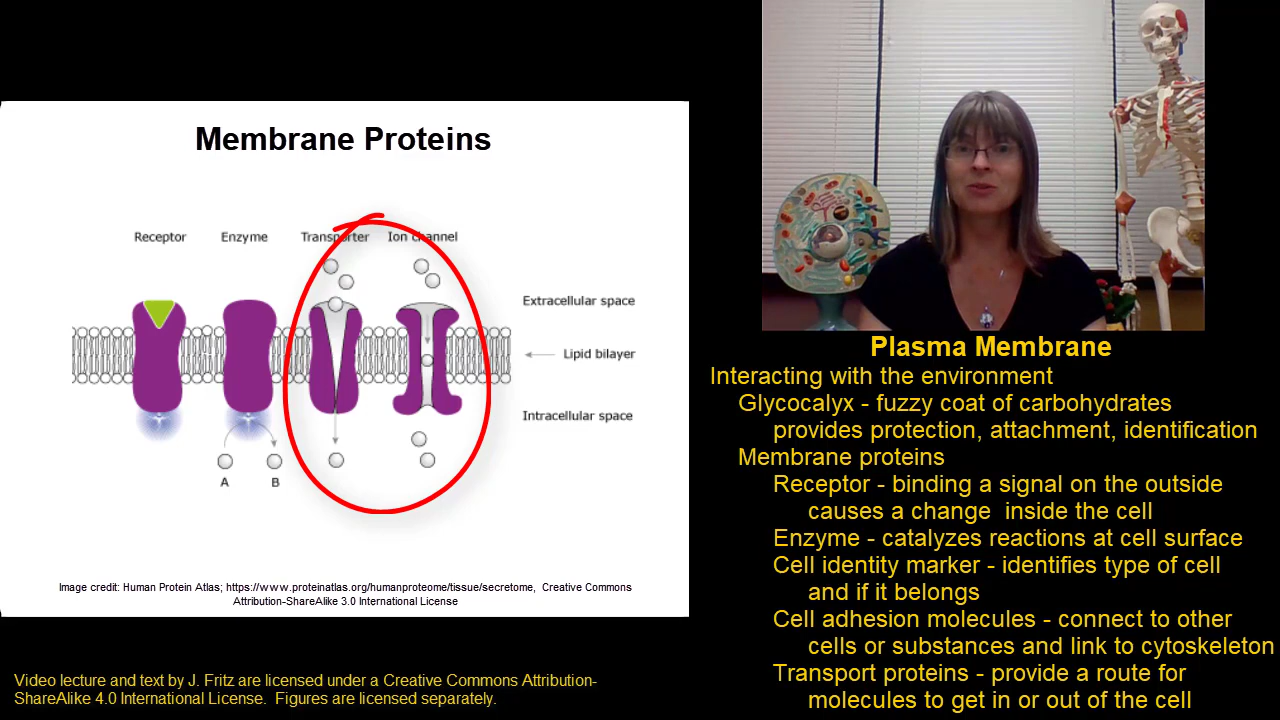 Membrane Proteins
Receptor Enzyme Transporter Ion channel
Extracellular space
Lipid bilayer
Intracellular space
A B
Image credit: Human Protein Atlas; https://www.proteinatlas.org/humanproteome/tissue/secretome, Creative Commons
Attribution-ShareAlike 3.0 International License
Plasma Membrane
Interacting with the environment
Glycocalyx - fuzzy coat of carbohydrates
provides protection, attachment, identification
Membrane proteins
Receptor - binding a signal on the outside
causes a change inside the cell
Enzyme - catalyzes reactions at cell surface
Cell identity marker - identifies type of cell
and if it belongs
Cell adhesion molecules - connect to other
cells or substances and link to cytoskeleton
Transport proteins - provide a route for
molecules to get in or out of the cell
Video lecture and text by J. Fritz are licensed under a Creative Commons Attribution-
ShareAlike 4.0 International License. Figures are licensed separately.